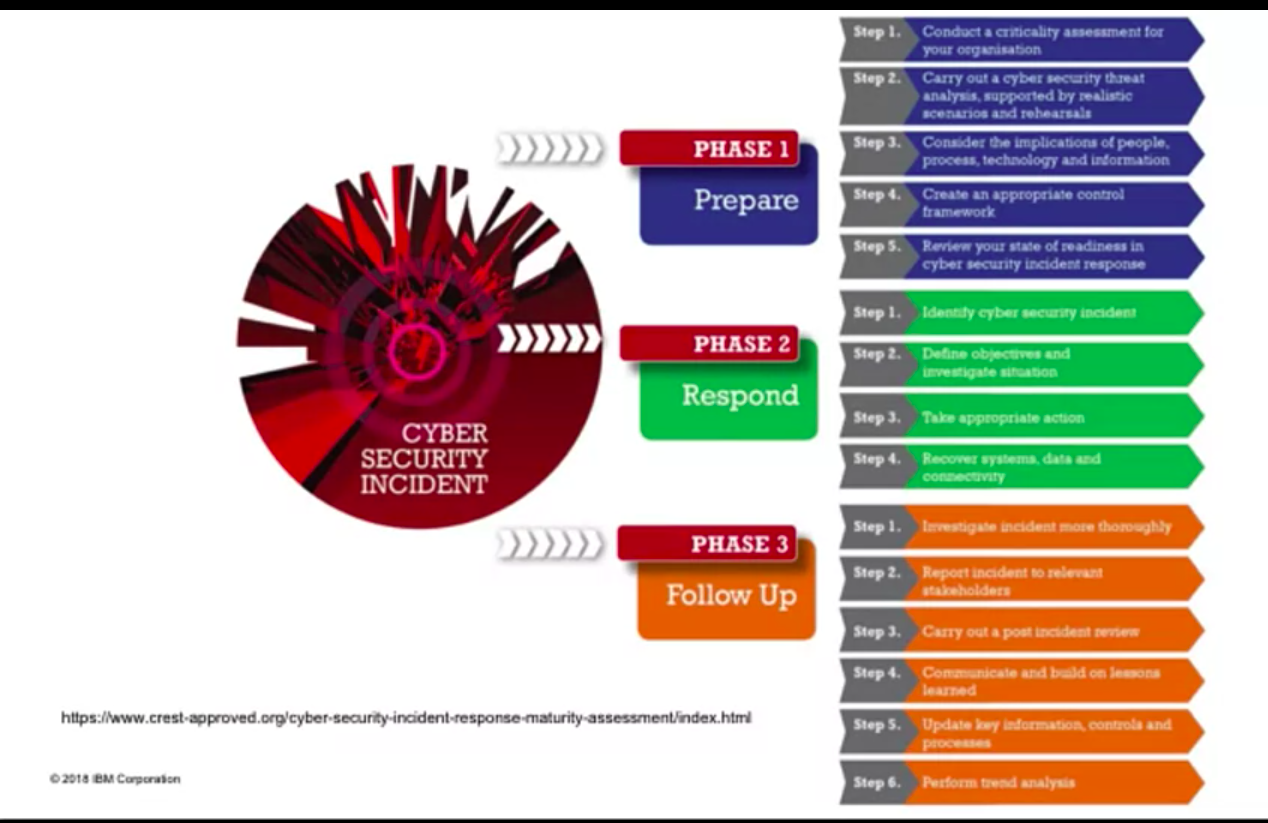 CYBER
SECURITY
INCIDENT
PHASE 1
Prepare
Step 1.
Conduct a criticality assessment for
your organisation
Step 2.
Carry out a cyber security threat
analysis, supported by realistic
scenarios and rehearsals
Step 3.
Consider the implications of people,
process, technology and information
Step 4.
Create an appropriate control
framework
Step 5.
Review your state of readiness in
cyber security incident response
PHASE 2
Respond
Step 1.
Identify cyber security incident
Step 2.
Define objectives and
investigate situation
Step 3.
Take appropriate action
Step 4.
Recover systems, data and
connectivity
PHASE 3
Follow Up
Step 1.
Investigate incident more thoroughly
Step 2.
Report incident to relevant
stakeholders
Step 3.
Carry out a post incident review
Step 4.
Communicate and build on lessons
learned
Step 5.
Update key information, controls and
processes
Step 6.
Perform trend analysis
https://www.crest-approved.org/cyber-security-incident-response-maturity-assessment/index.html
© 2018 IBM Corporation